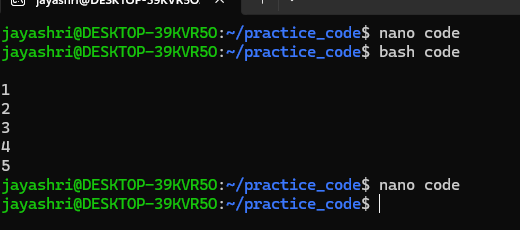 jayashri@DESKTOP-39KVR5O:
jayashri@DESKTOP-39KVR5O:~/practice_code$ nano code
jayashri@DESKTOP-39KVR5O:~/practice_code$ bash code
1
2
3
4
5
jayashri@DESKTOP-39KVR5O:~/practice_code$ nano code
jayashri@DESKTOP-39KVR5O:~/practice_code$